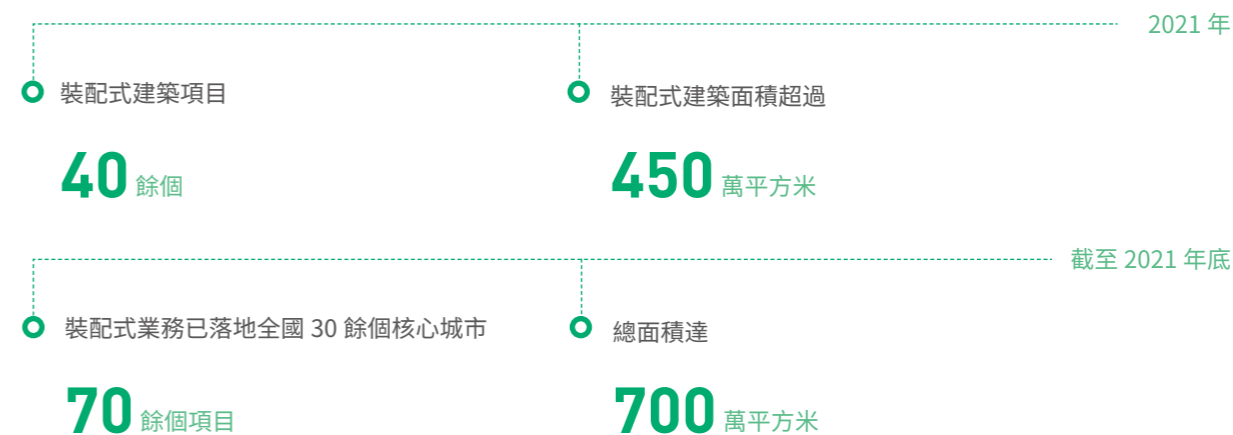 2021 年
裝配式建築項目
40 餘個
裝配式建築面積超過
450 萬平方米
截至 2021 年底
裝配式業務已落地全國 30 餘個核心城市
70 餘個項目
總面積達
700 萬平方米